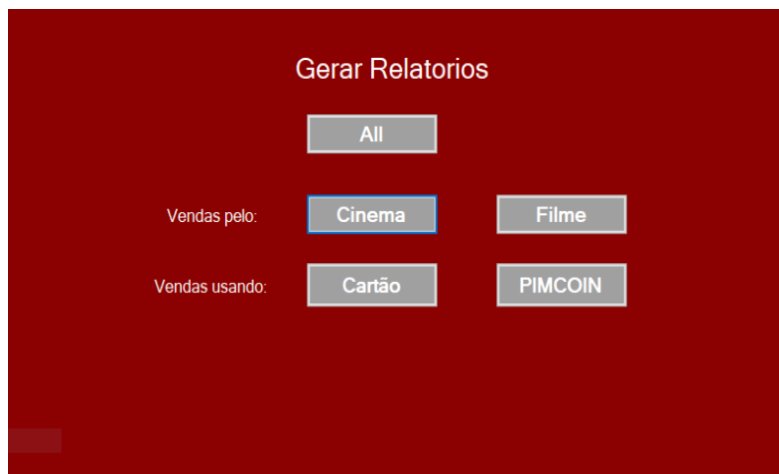 Gerar Relatorios
All
Vendas pelo: Cinema Filme
Vendas usando: Cartão PIMCOIN